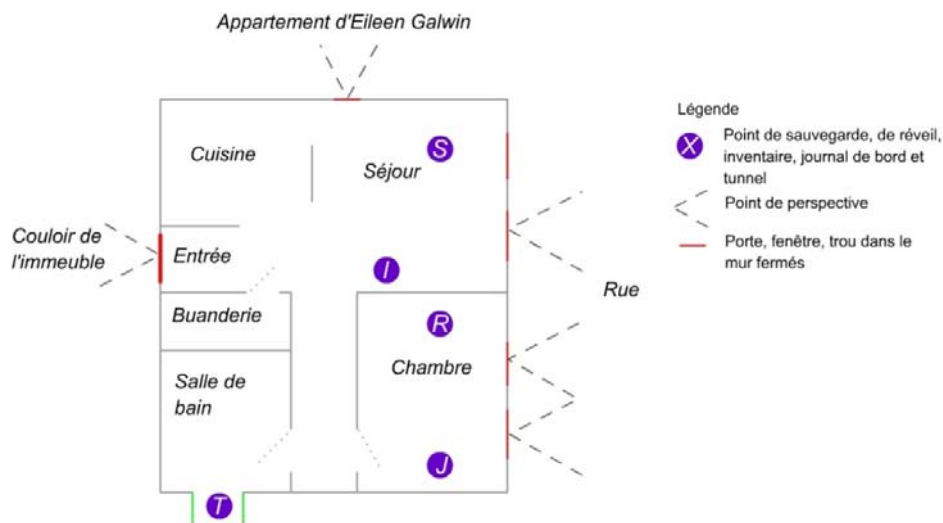 Appartement d'Eileen Galwin
Légende
X
Point de sauvegarde, de réveil,
inventaire, journal de bord et
tunnel
Point de perspective
Porte, fenêtre, trou dans le
mur fermés
Cuisine
Séjour
S
Couloir de
l'immeuble
Entrée
I
Rue
Buanderie
R
Chambre
Salle de
bain
J
T